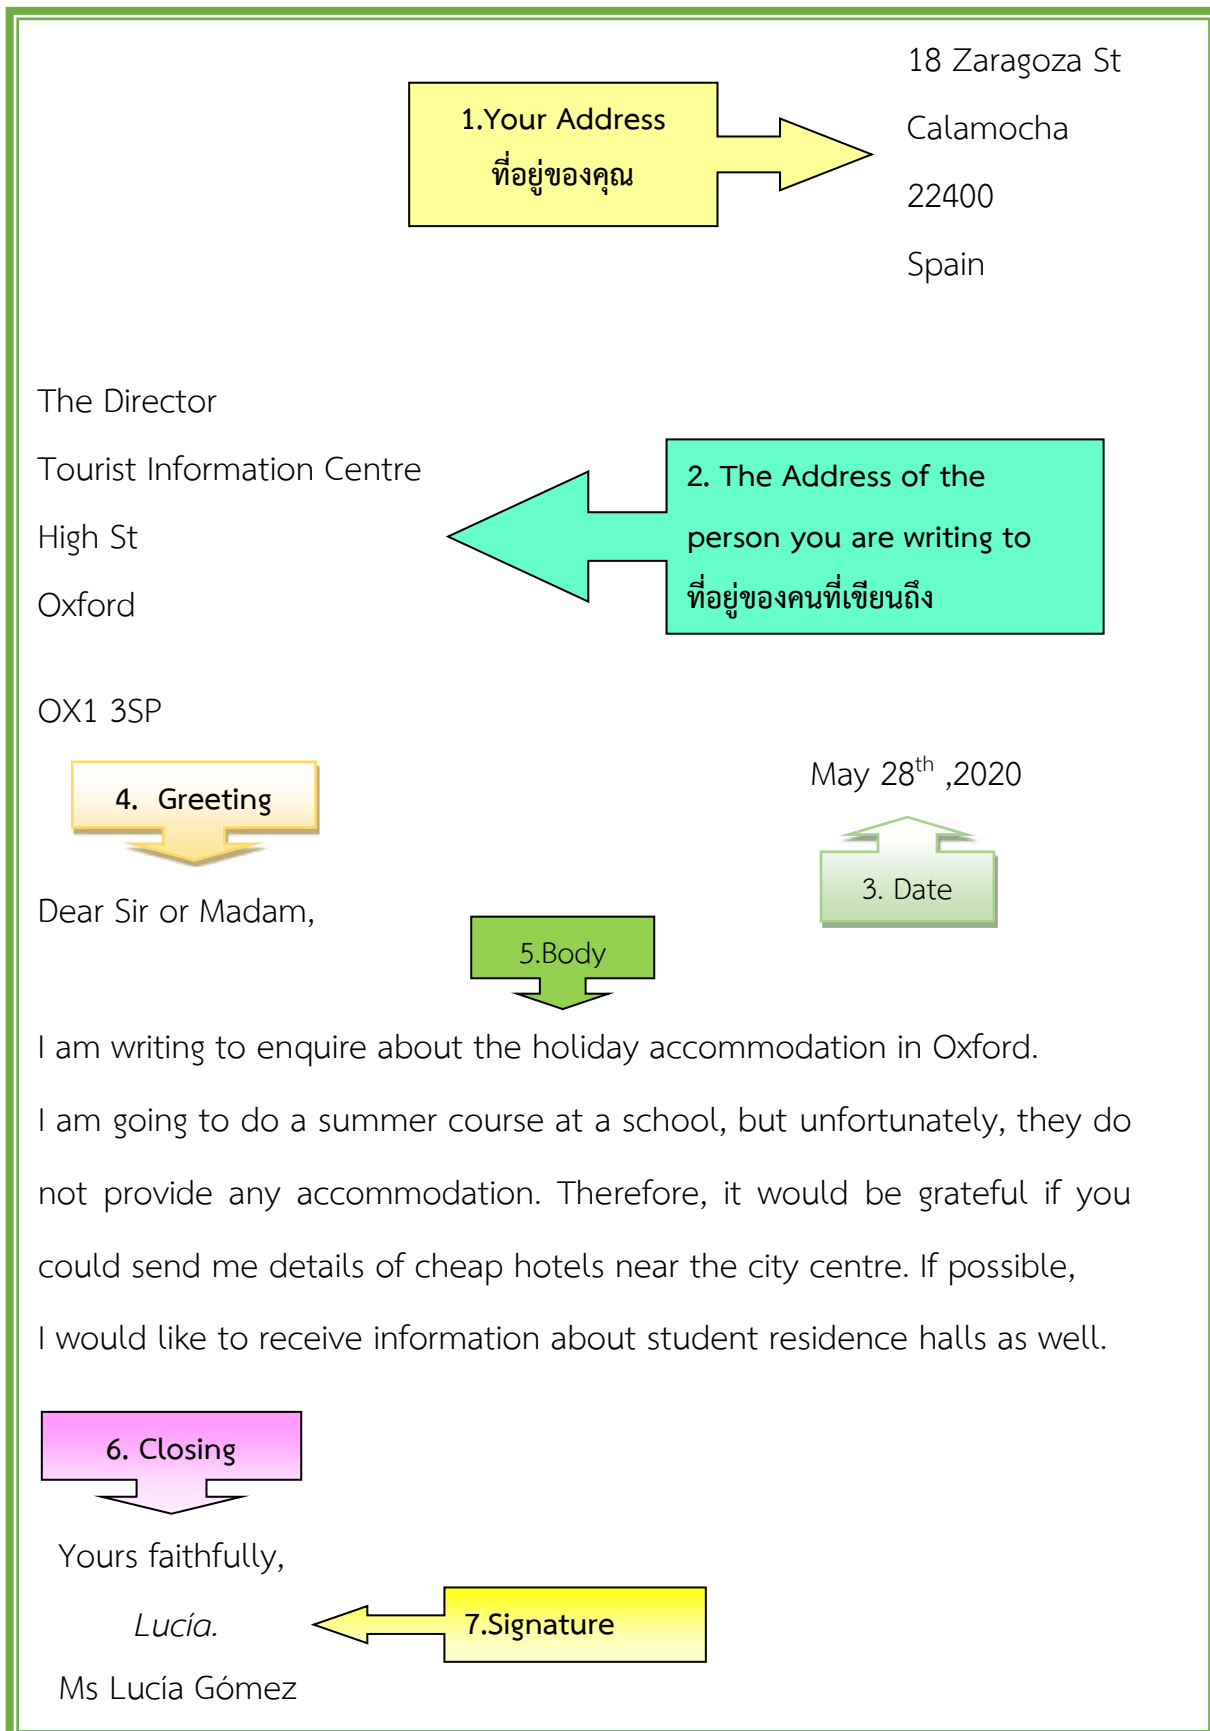 18 Zaragoza St
1.Your Address
ที่อยู่ของคุณ
Calamocha
22400
Spain
The Director
Tourist Information Centre
High St
Oxford
2. The Address of the
person you are writing to
ที่อยู่ของคนที่เขียนถึง
OX1 3SP
May 28th ,2020
4. Greeting
3. Date
Dear Sir or Madam,
5.Body
I am writing to enquire about the holiday accommodation in Oxford.
I am going to do a summer course at a school, but unfortunately, they do
not provide any accommodation. Therefore, it would be grateful if you
could send me details of cheap hotels near the city centre. If possible,
I would like to receive information about student residence halls as well.
6. Closing
Yours faithfully,
Lucía.
7.Signature
Ms Lucía Gómez